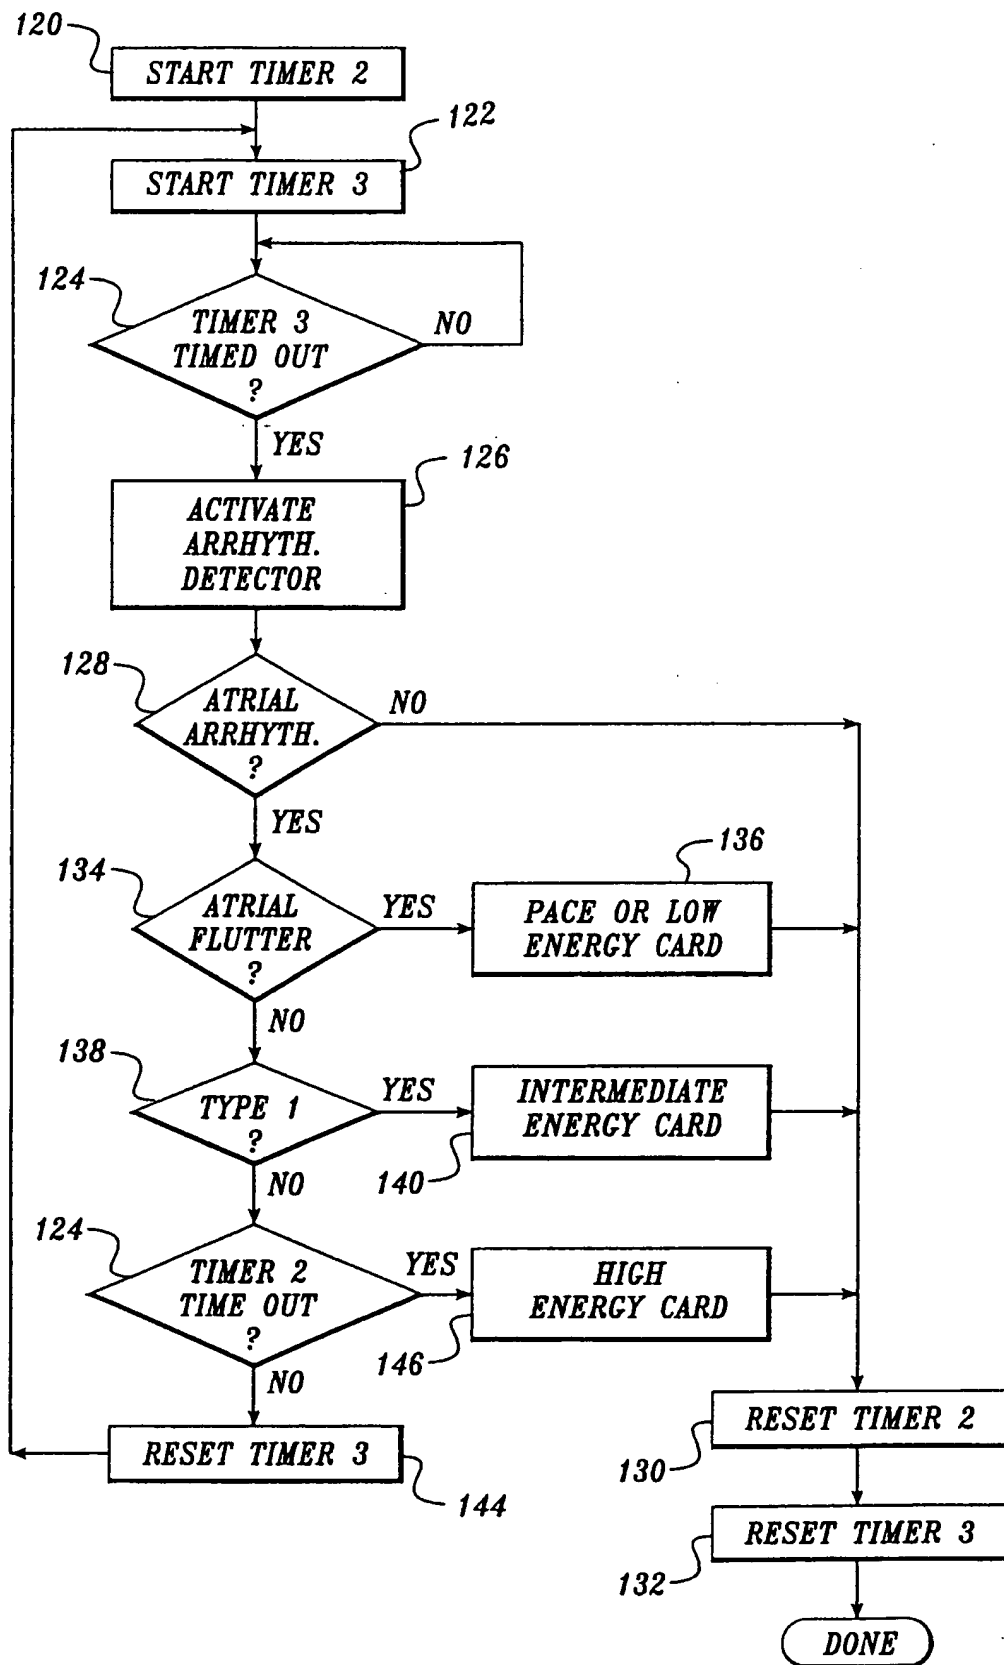 120
START TIMER 2
122
START TIMER 3
124
TIMER 3
TIMED OUT
?
NO
YES
126
ACTIVATE
ARRHYTH.
DETECTOR
128
ATRIAL
ARRHYTH.
?
NO
YES
134
ATRIAL
FLUTTER
?
YES
136
PACE OR LOW
ENERGY CARD
NO
138
TYPE 1
?
YES
INTERMEDIATE
ENERGY CARD
140
NO
124
TIMER 2
TIME OUT
?
YES
HIGH
ENERGY CARD
146
NO
RESET TIMER 3
144
RESET TIMER 2
130
RESET TIMER 3
132
DONE